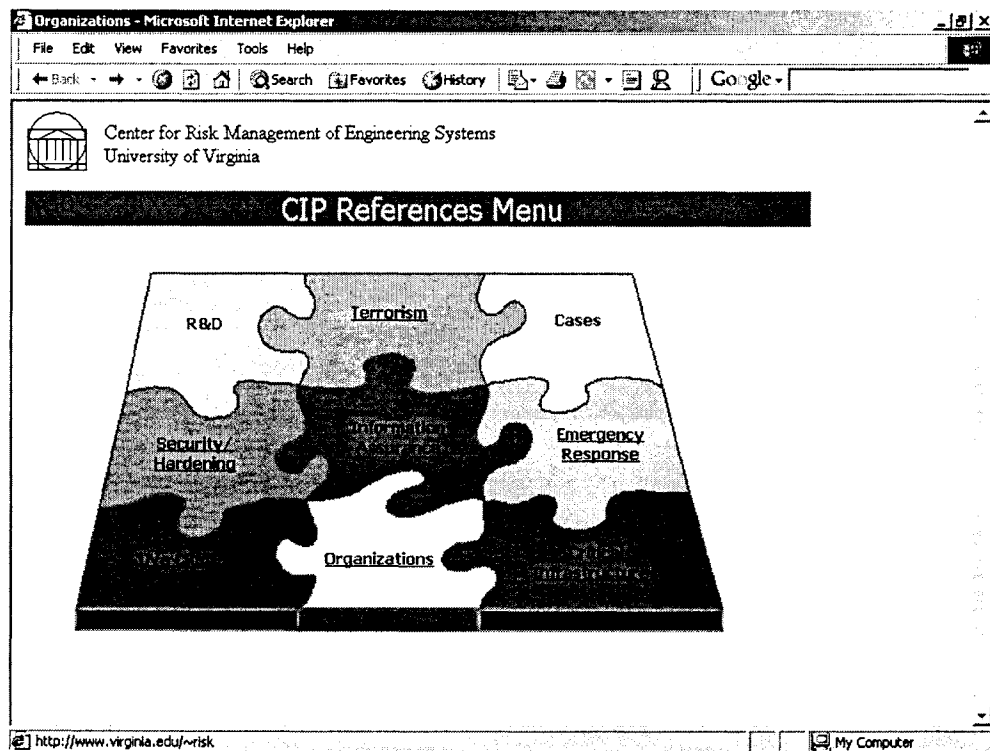 Organizations - Microsoft Internet Explorer
File Edit View Favorites Tools Help
Back Search Favorites History Google
Center for Risk Management of Engineering Systems
University of Virginia
CIP References Menu
R&D
Terrorism
Cases
Security/
Hardening
Information
Emergency
Response
Organizations
Infrastructure
http://www.virginia.edu/~risk
My Computer